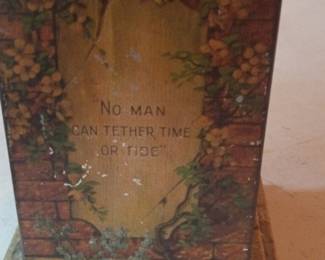 NO MAN
CAN TETHER TIME
OR TIDE"